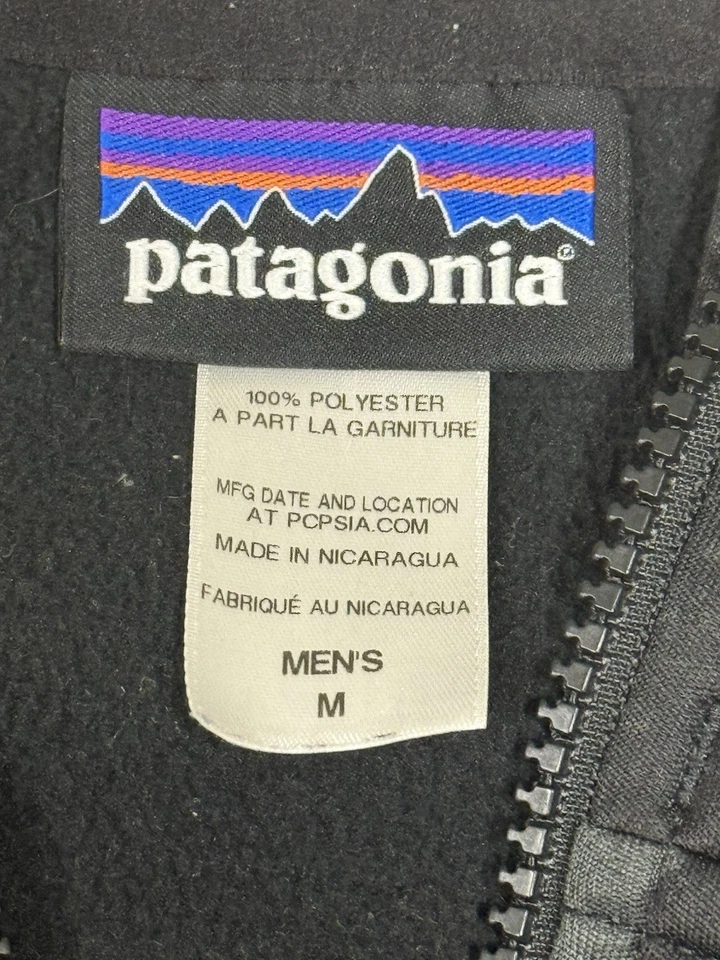 patagonia®
100% POLYESTER
A PART LA GARNITURE
MFG DATE AND LOCATION
AT PCPSIA.COM
MADE IN NICARAGUA
FABRIQUÉ AU NICARAGUA
MEN'S
M